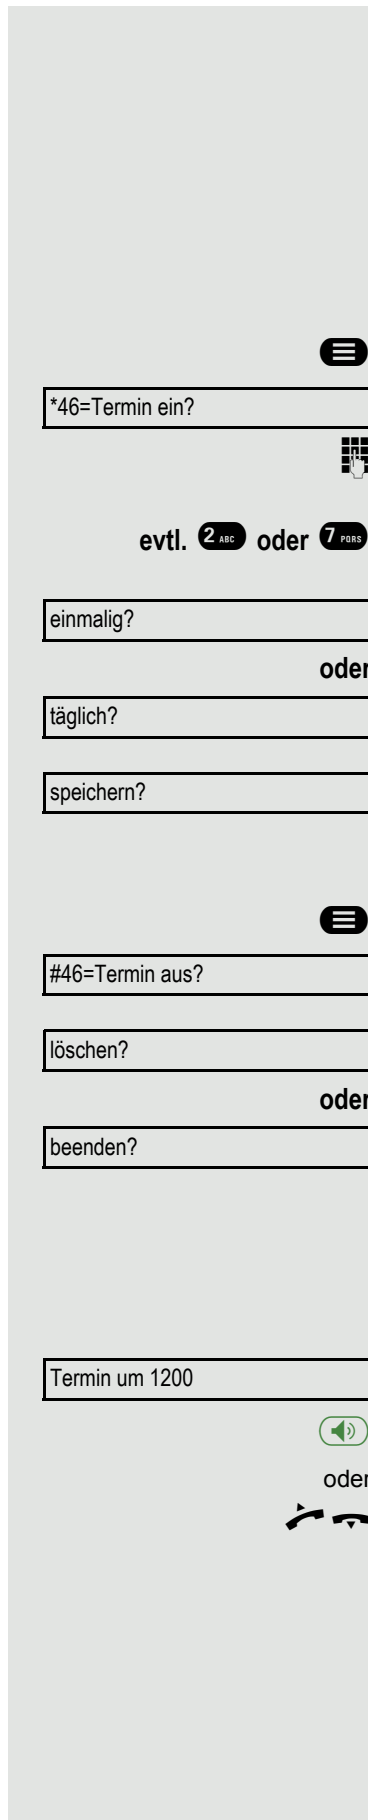 *46=Termin ein?
evtl. 2 ABC oder 7 PQRS
einmalig?
oder
täglich?
speichern?
#46=Termin aus?
löschen?
oder
beenden?
Termin um 1200
oder